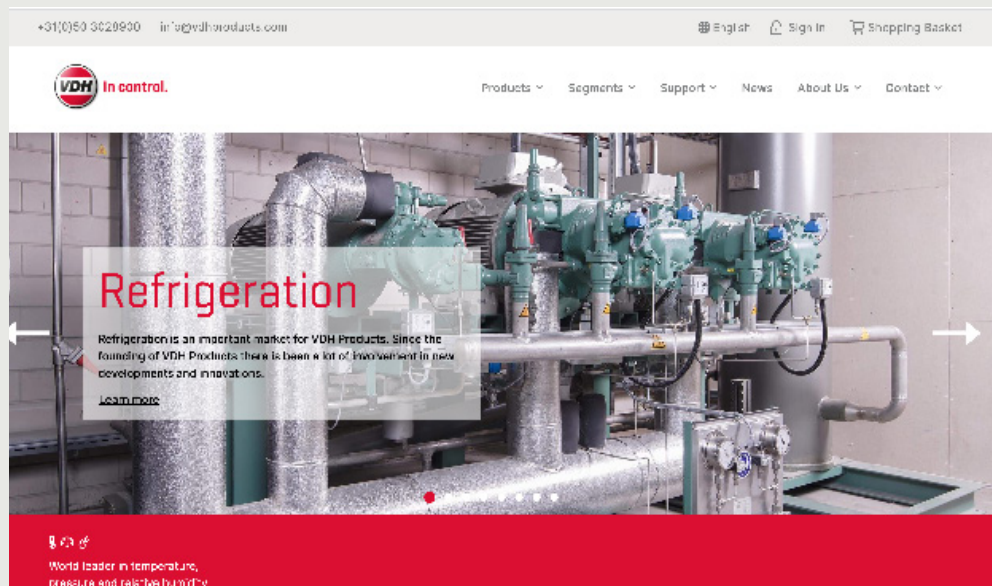 +31(0)50 3028900 info@vdhproducts.com
English Sign In Shopping Basket
VDH In control.
Products Segments Support News About Us Contact
Refrigeration
Refrigeration is an important market for VDH Products. Since the
founding of VDH Products there is been a lot of involvement in new
developments and innovations.
Learn more
World leader in temperature,
pressure and relative humidity